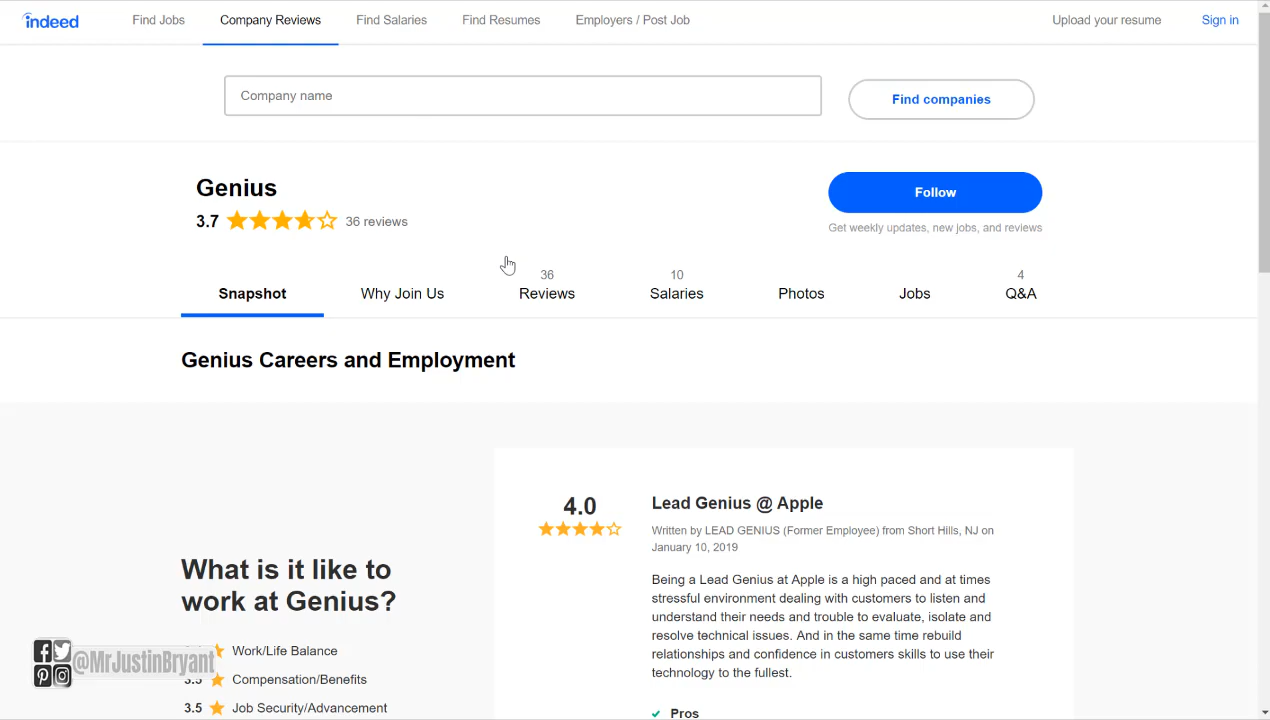 indeed
Find Jobs
Company Reviews
Find Salaries
Find Resumes
Employers / Post Job
Upload your resume
Sign in
Company name
Find companies
Genius
3.7
36 reviews
Follow
Get weekly updates, new jobs, and reviews
Snapshot
Why Join Us
36
Reviews
10
Salaries
Photos
Jobs
4
Q&A
Genius Careers and Employment
What is it like to
work at Genius?
Work/Life Balance
3.5 Compensation/Benefits
3.5 Job Security/Advancement
4.0
Lead Genius @ Apple
Written by LEAD GENIUS (Former Employee) from Short Hills, NJ on
January 10, 2019
Being a Lead Genius at Apple is a high paced and at times
stressful environment dealing with customers to listen and
understand their needs and trouble to evaluate, isolate and
resolve technical issues. And in the same time rebuild
relationships and confidence in customers skills to use their
technology to the fullest.
Pros
@MrJustinBryant